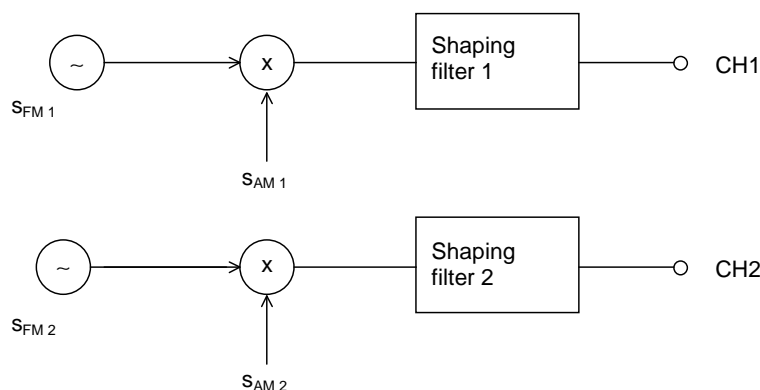 Shaping
filter 1
~
x
CH1
sFM 1
sAM 1
Shaping
filter 2
~
x
CH2
sFM 2
sAM 2